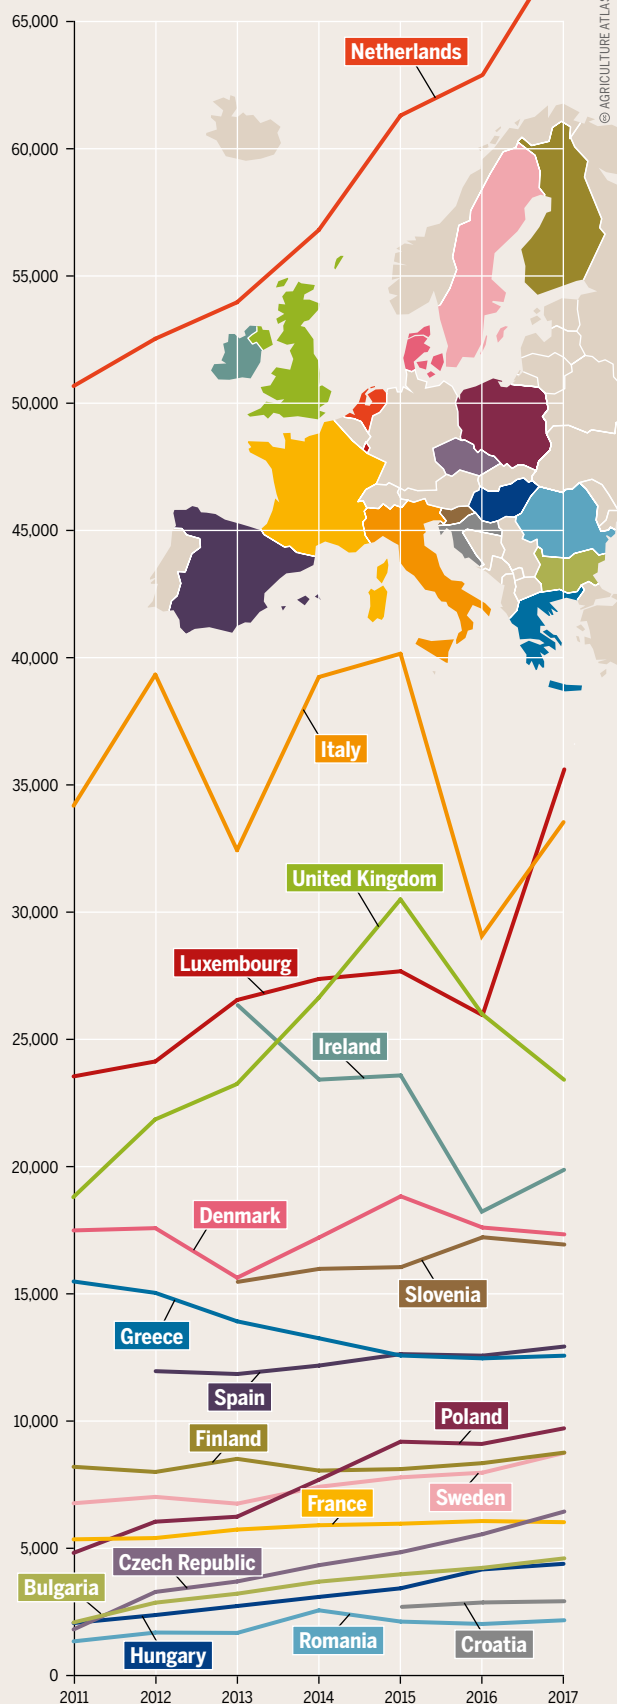 65,000
© AGRICULTURE ATLAS
Netherlands
60,000
55,000
50,000
45,000
40,000
Italy
35,000
United Kingdom
30,000
Luxembourg
Ireland
25,000
20,000
Denmark
Slovenia
15,000
Greece
Spain
Poland
10,000
Finland
Sweden
France
5,000
Czech Republic
Bulgaria
Romania
Croatia
Hungary
0
2011 2012 2013 2014 2015 2016 2017